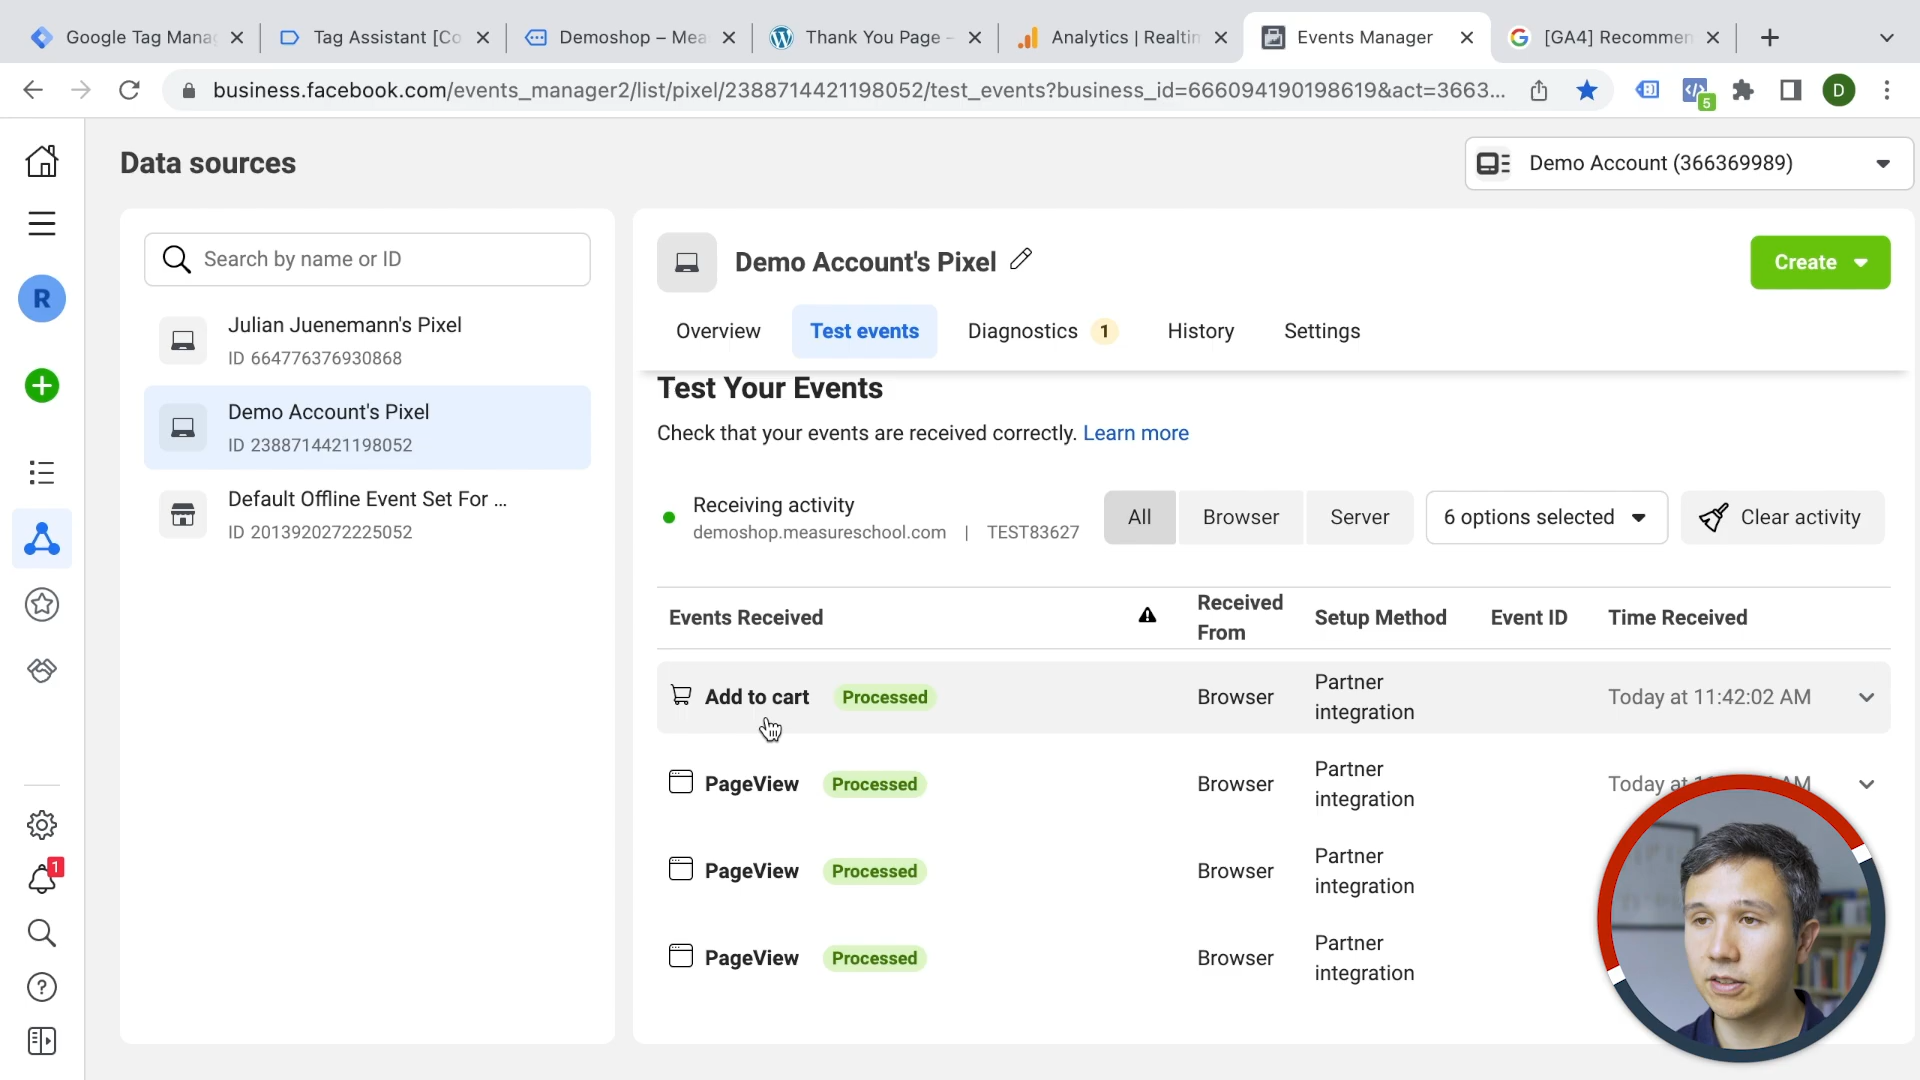 Google Tag Mana
Tag Assistant [Co
Demoshop – Mea
Thank You Page -
Analytics | Realtin
Events Manager
[GA4] Recommen
business.facebook.com/events_manager2/list/pixel/2388714421198052/test_events?business_id=666094190198619&act=3663...
5
D
Data sources
Demo Account (366369989)
R
Search by name or ID
Julian Juenemann's Pixel
ID 664776376930868
Demo Account's Pixel
ID 2388714421198052
Default Offline Event Set For ...
ID 2013920272225052
1
Demo Account's Pixel
Create
Overview
Test events
Diagnostics 1
History
Settings
Test Your Events
Check that your events are received correctly. Learn more
Receiving activity
demoshop.measureschool.com | TEST83627
All
Browser
Server
6 options selected
Clear activity
Events Received
Received
From
Setup Method
Event ID
Time Received
Add to cart
Processed
Browser
Partner
integration
Today at 11:42:02 AM
PageView
Processed
Browser
Partner
integration
Today at
PageView
Processed
Browser
Partner
integration
PageView
Processed
Browser
Partner
integration